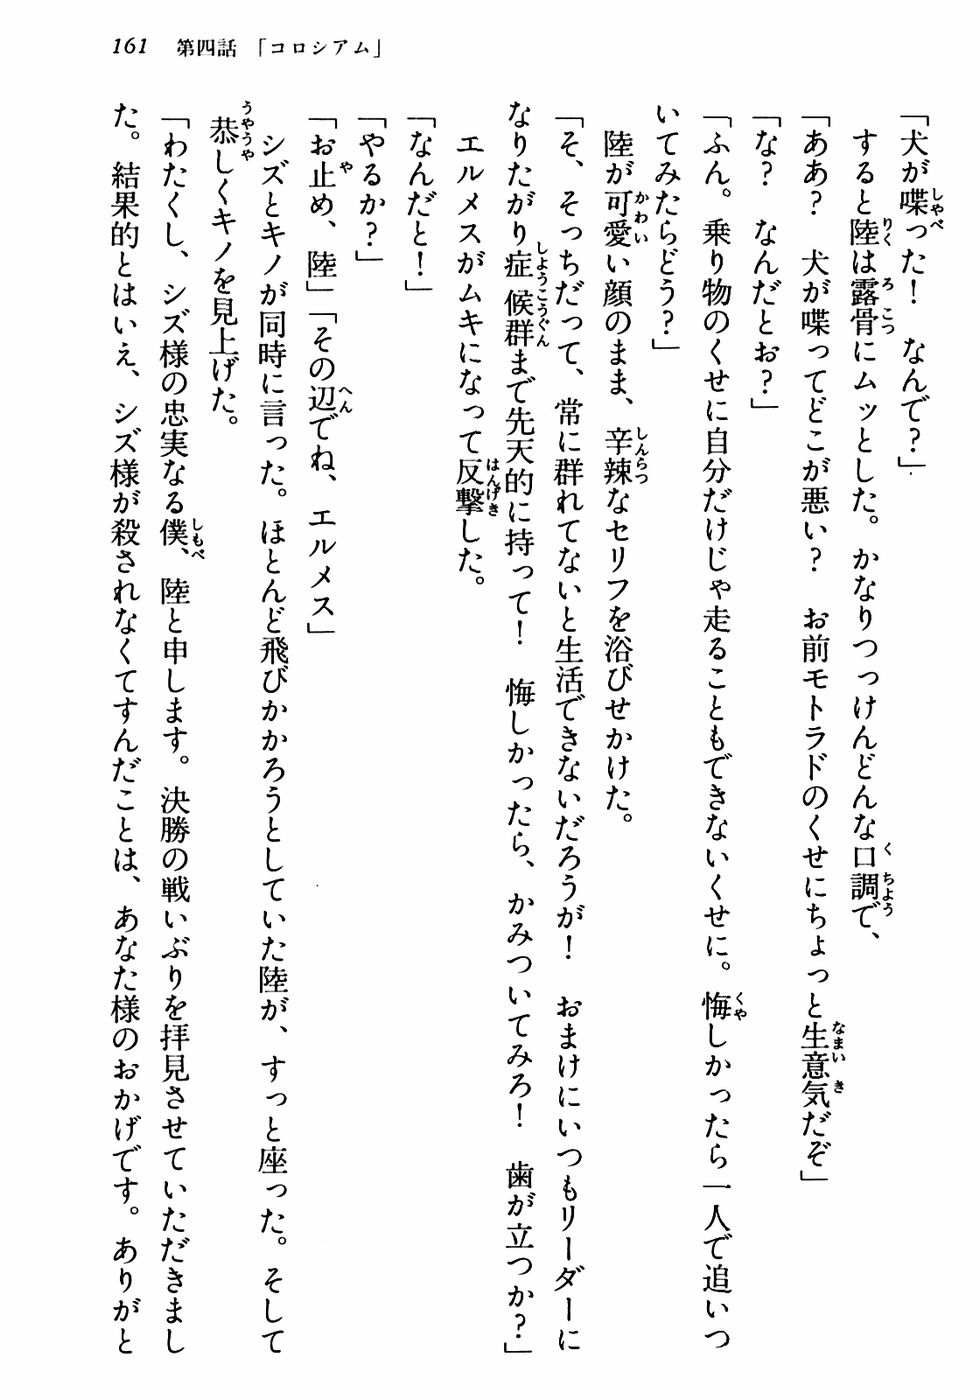 161　第四話　「コロシアム」
「犬が喋った！　なんで？」
　すると陸は露骨にムッとした。かなりつっけんどんな口調で、
「ああ？　犬が喋ってどこが悪い？　お前モトラドのくせにちょっと生意気だぞ」
「な？　なんだとお？」
「ふん。乗り物のくせに自分だけじゃ走ることもできないくせに。悔しかったら一人で追いつ
いてみたらどう？」
　陸が可愛い顔のまま、辛辣なセリフを浴びせかけた。
「そ、そっちだって、常に群れてないと生活できないだろうが！　おまけにいつもリーダーに
なりたがり症候群まで先天的に持って！　悔しかったら、かみついてみろ！　歯が立つか？」
　エルメスがムキになって反撃した。
「なんだと！」
「やるか？」
「お止め、陸」「その辺でね、エルメス」
　シズとキノが同時に言った。ほとんど飛びかかろうとしていた陸が、すっと座った。そして
恭しくキノを見上げた。
「わたくし、シズ様の忠実なる僕、陸と申します。決勝の戦いぶりを拝見させていただきまし
た。結果的とはいえ、シズ様が殺されなくてすんだことは、あなた様のおかげです。ありがと